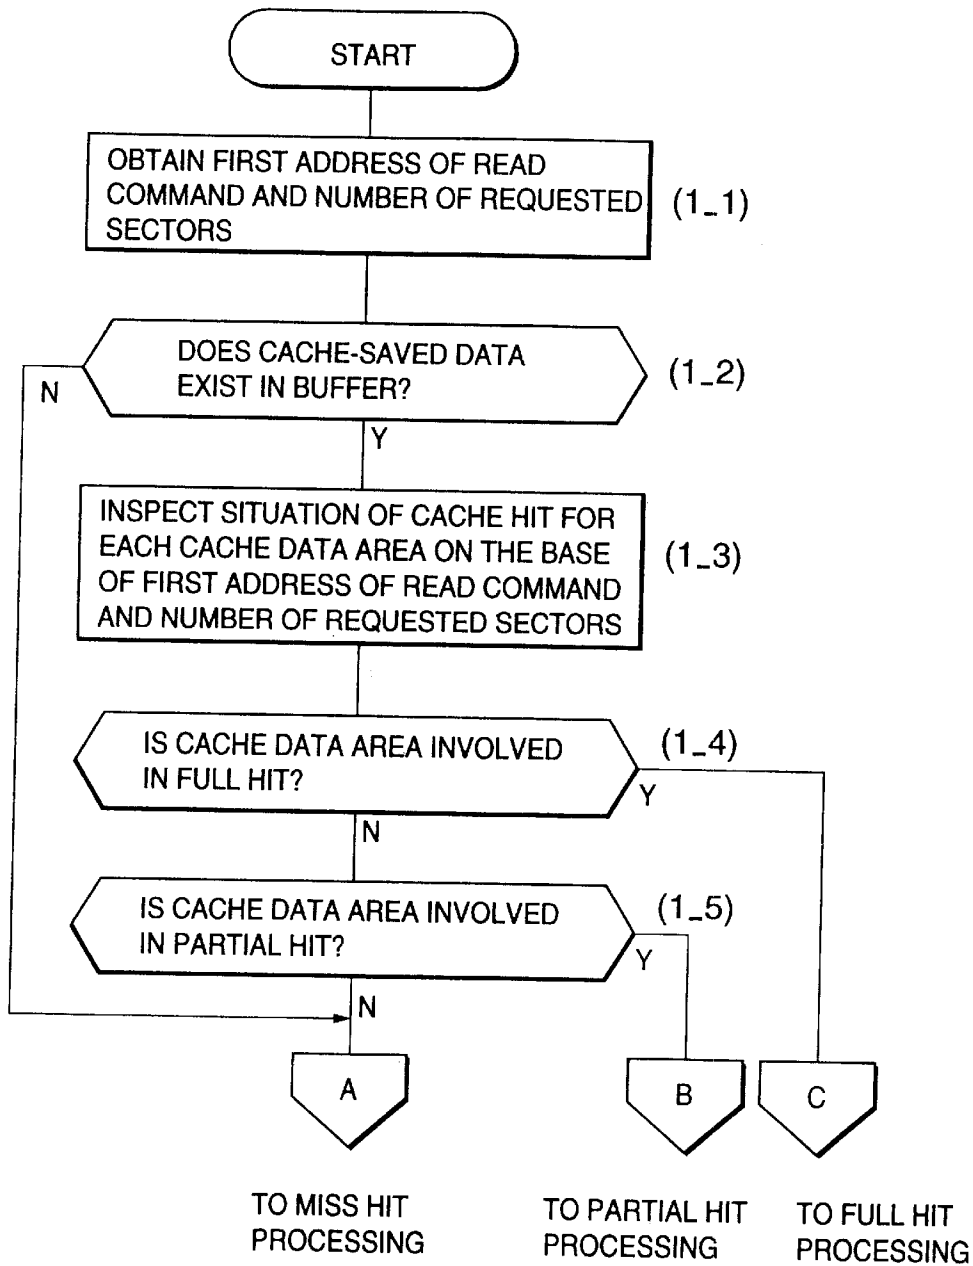 START
OBTAIN FIRST ADDRESS OF READ
COMMAND AND NUMBER OF REQUESTED
SECTORS
(1_1)
DOES CACHE-SAVED DATA
EXIST IN BUFFER?
(1_2)
N
Y
INSPECT SITUATION OF CACHE HIT FOR
EACH CACHE DATA AREA ON THE BASE
OF FIRST ADDRESS OF READ COMMAND
AND NUMBER OF REQUESTED SECTORS
(1_3)
IS CACHE DATA AREA INVOLVED
IN FULL HIT?
(1_4)
Y
N
IS CACHE DATA AREA INVOLVED
IN PARTIAL HIT?
(1_5)
Y
N
A
B
C
TO MISS HIT
PROCESSING
TO PARTIAL HIT
PROCESSING
TO FULL HIT
PROCESSING